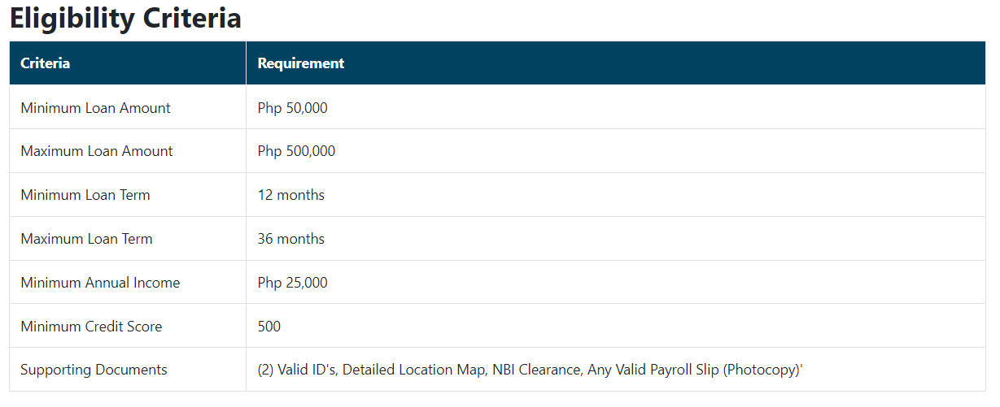 Eligibility Criteria
Criteria Requirement
Minimum Loan Amount Php 50,000
Maximum Loan Amount Php 500,000
Minimum Loan Term 12 months
Maximum Loan Term 36 months
Minimum Annual Income Php 25,000
Minimum Credit Score 500
Supporting Documents (2) Valid ID's, Detailed Location Map, NBI Clearance, Any Valid Payroll Slip (Photocopy)'